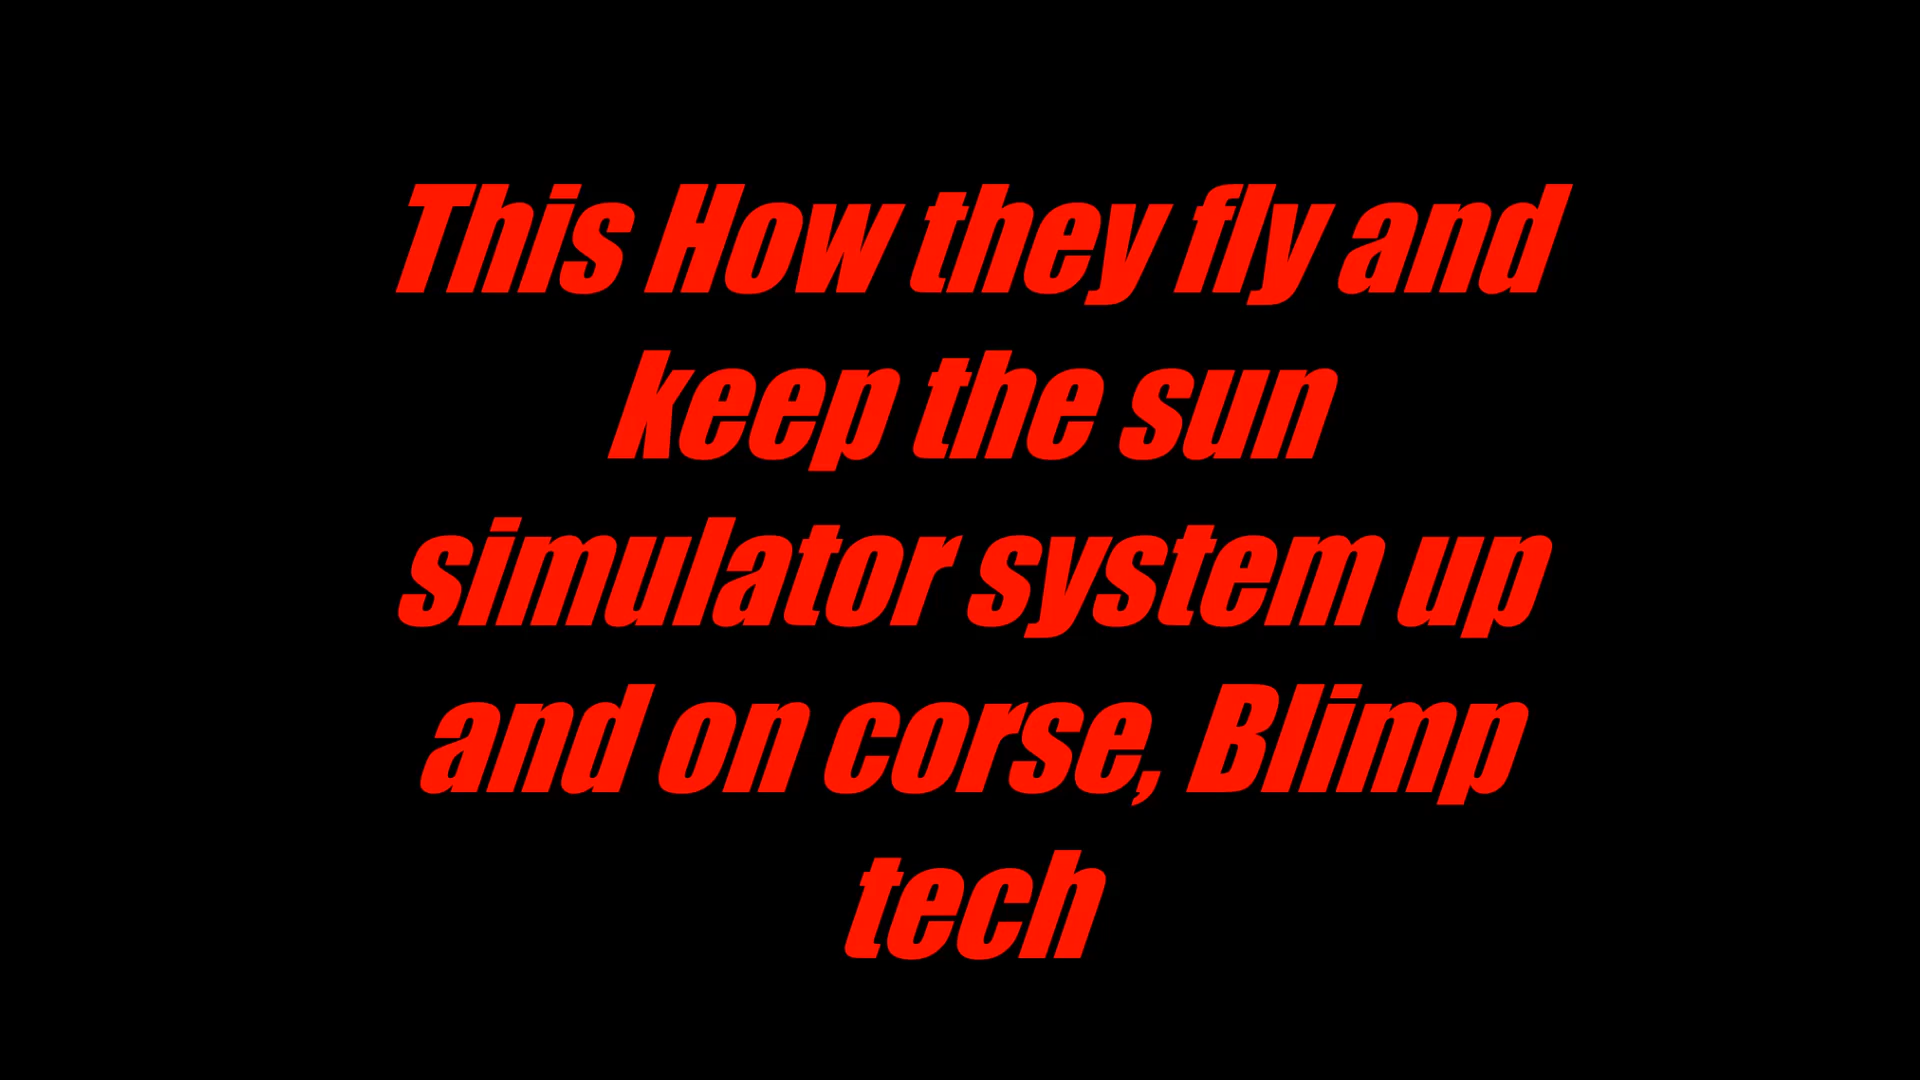 This How they fly and
keep the sun
simulator system up
and on corse, Blimp
tech